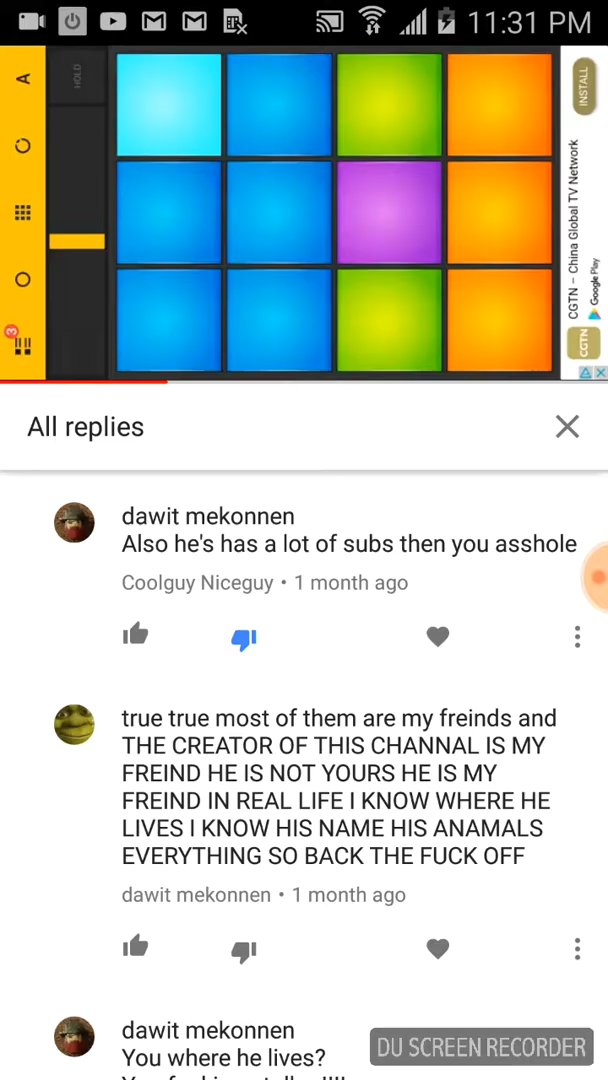 11:31 PM
A
HOLD
3
INSTALL
CGTN – China Global TV Network
Google Play
CGTN
All replies
dawit mekonnen
Also he's has a lot of subs then you asshole
Coolguy Niceguy • 1 month ago
true true most of them are my freinds and
THE CREATOR OF THIS CHANNAL IS MY
FREIND HE IS NOT YOURS HE IS MY
FREIND IN REAL LIFE I KNOW WHERE HE
LIVES I KNOW HIS NAME HIS ANAMALS
EVERYTHING SO BACK THE FUCK OFF
dawit mekonnen • 1 month ago
dawit mekonnen
You where he lives?
DU SCREEN RECORDER